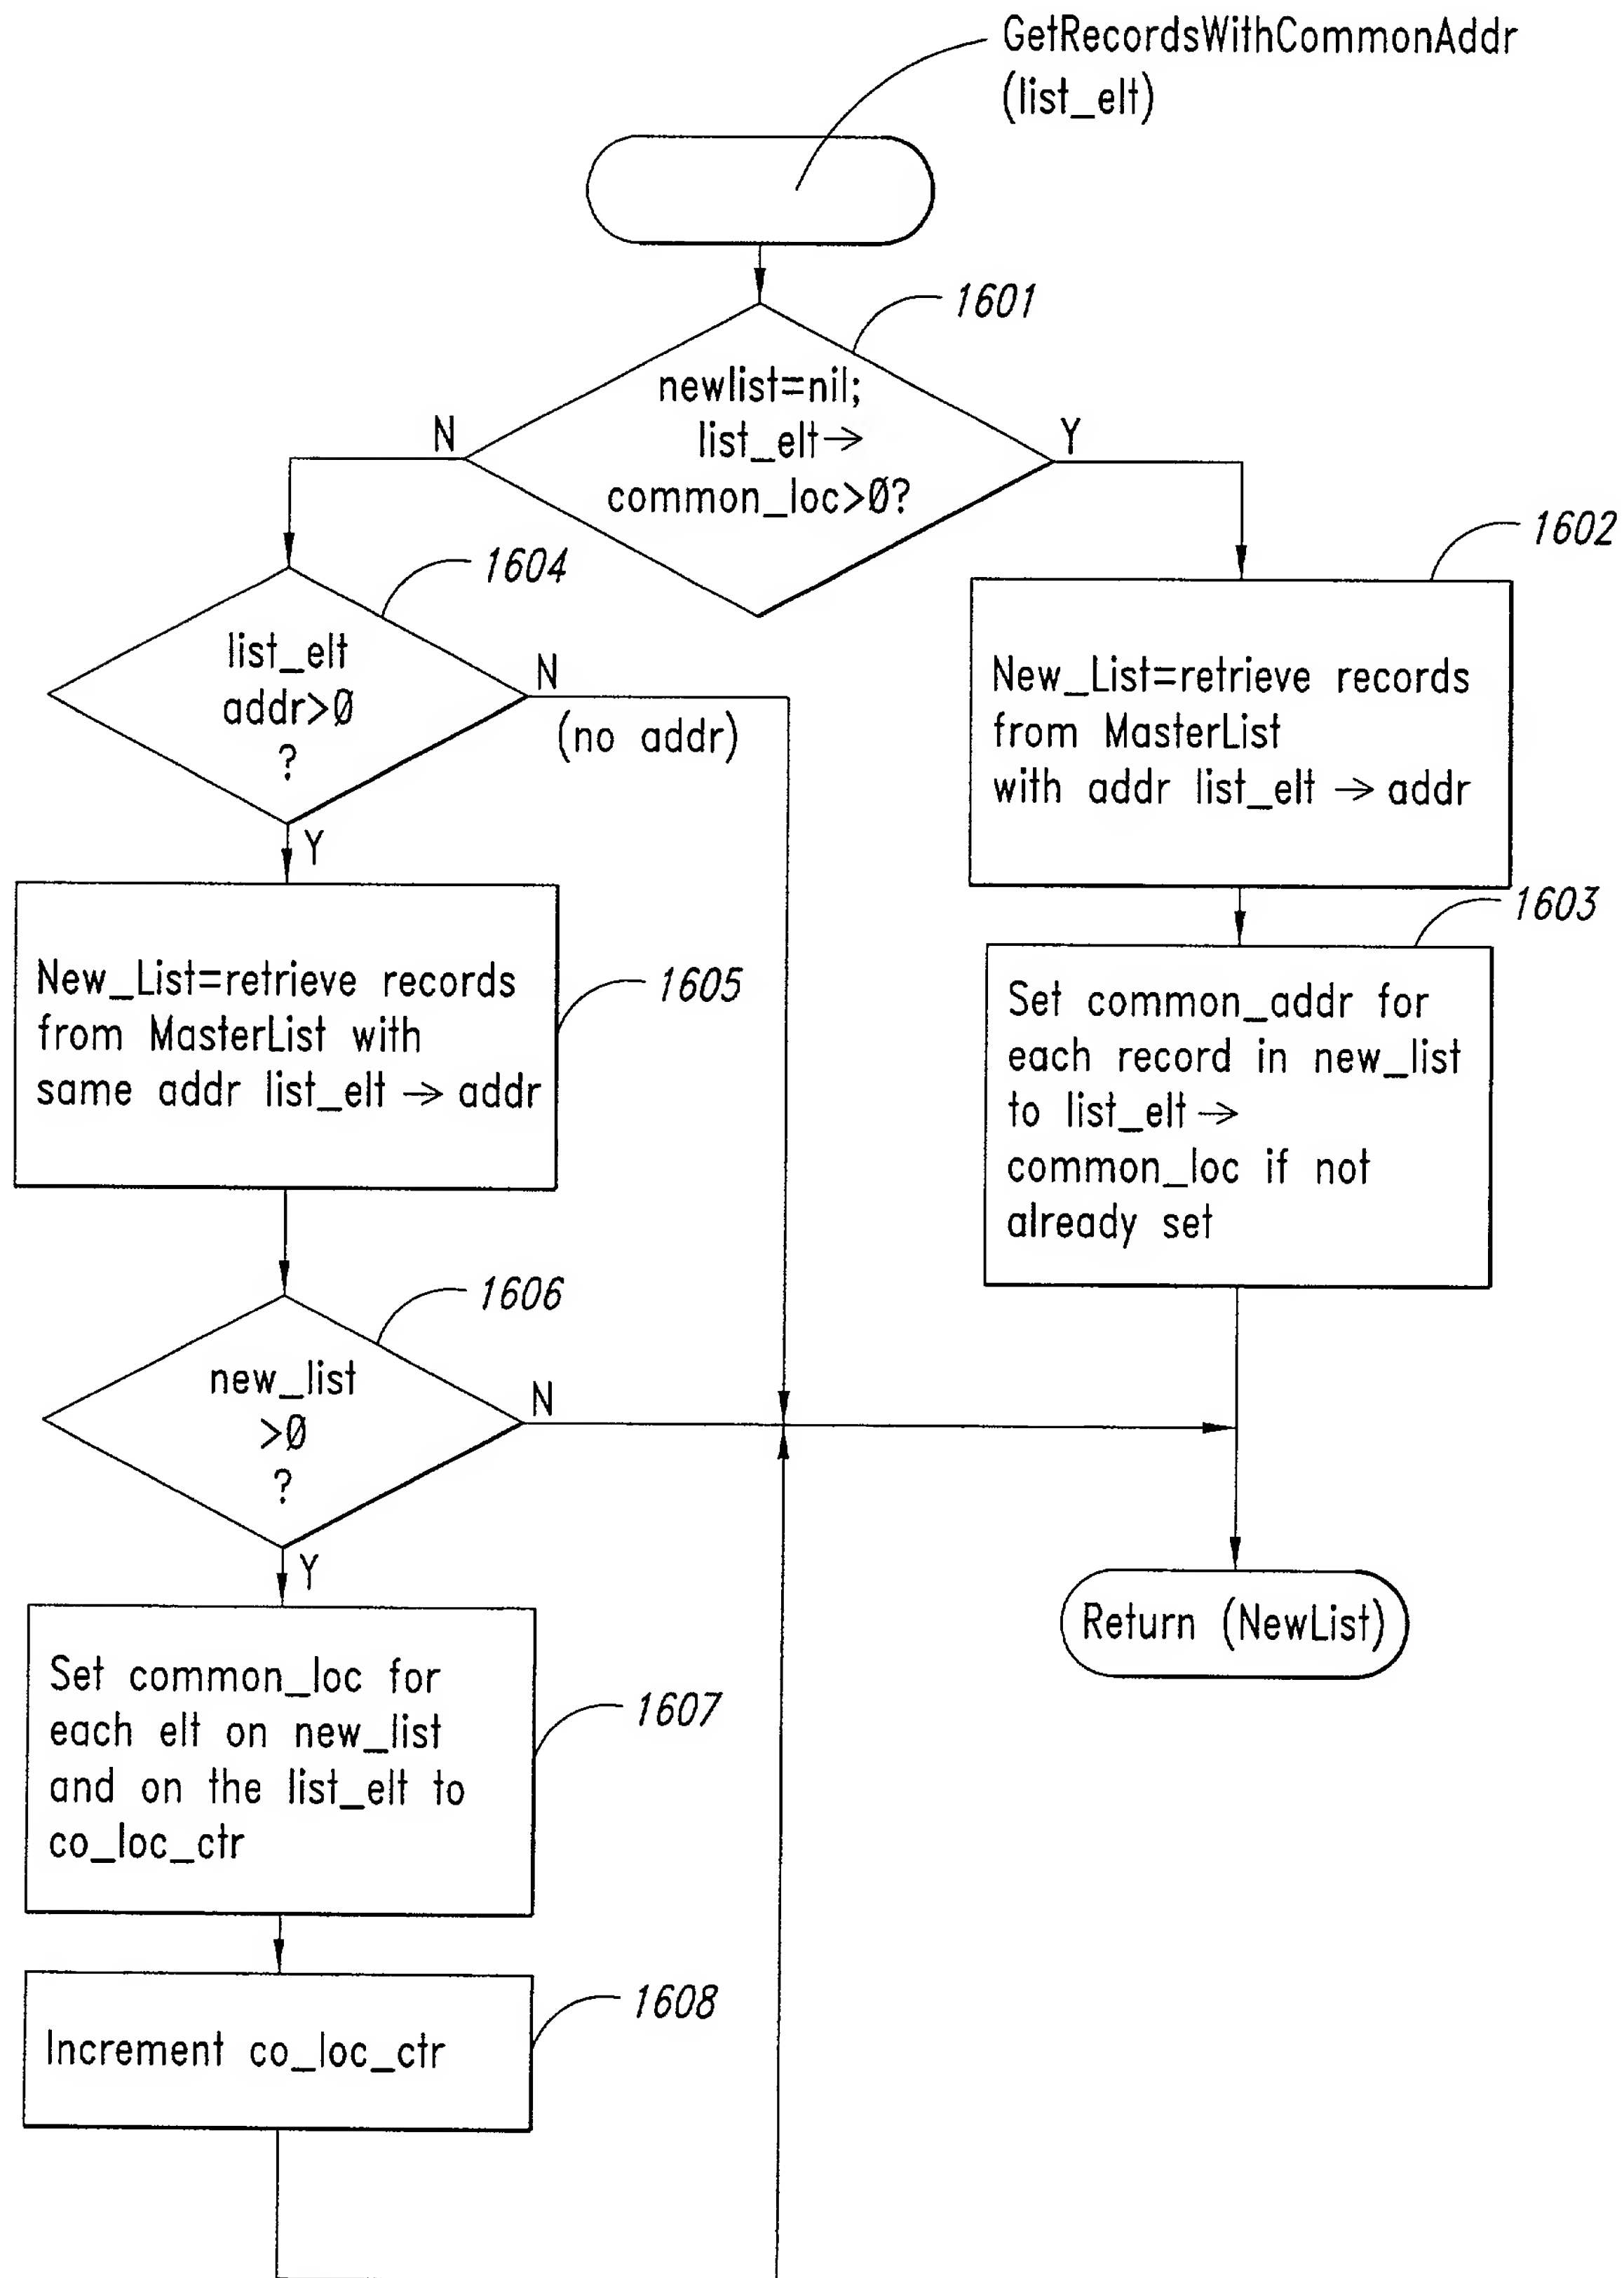 GetRecordsWithCommonAddr
(list_elt)
1601
newlist=nil;
list_elt→
common_loc>Ø?
N
Y
1602
New_List=retrieve records
from MasterList
with addr list_elt → addr
1603
Set common_addr for
each record in new_list
to list_elt→
common_loc if not
already set
1604
list_elt
addr>Ø
?
N
(no addr)
Y
New_List=retrieve records
from MasterList with
same addr list_elt → addr
1605
1606
new_list
>Ø
?
N
Y
Return (NewList)
Set common_loc for
each elt on new_list
and on the list_elt to
co_loc_ctr
1607
Increment co_loc_ctr
1608